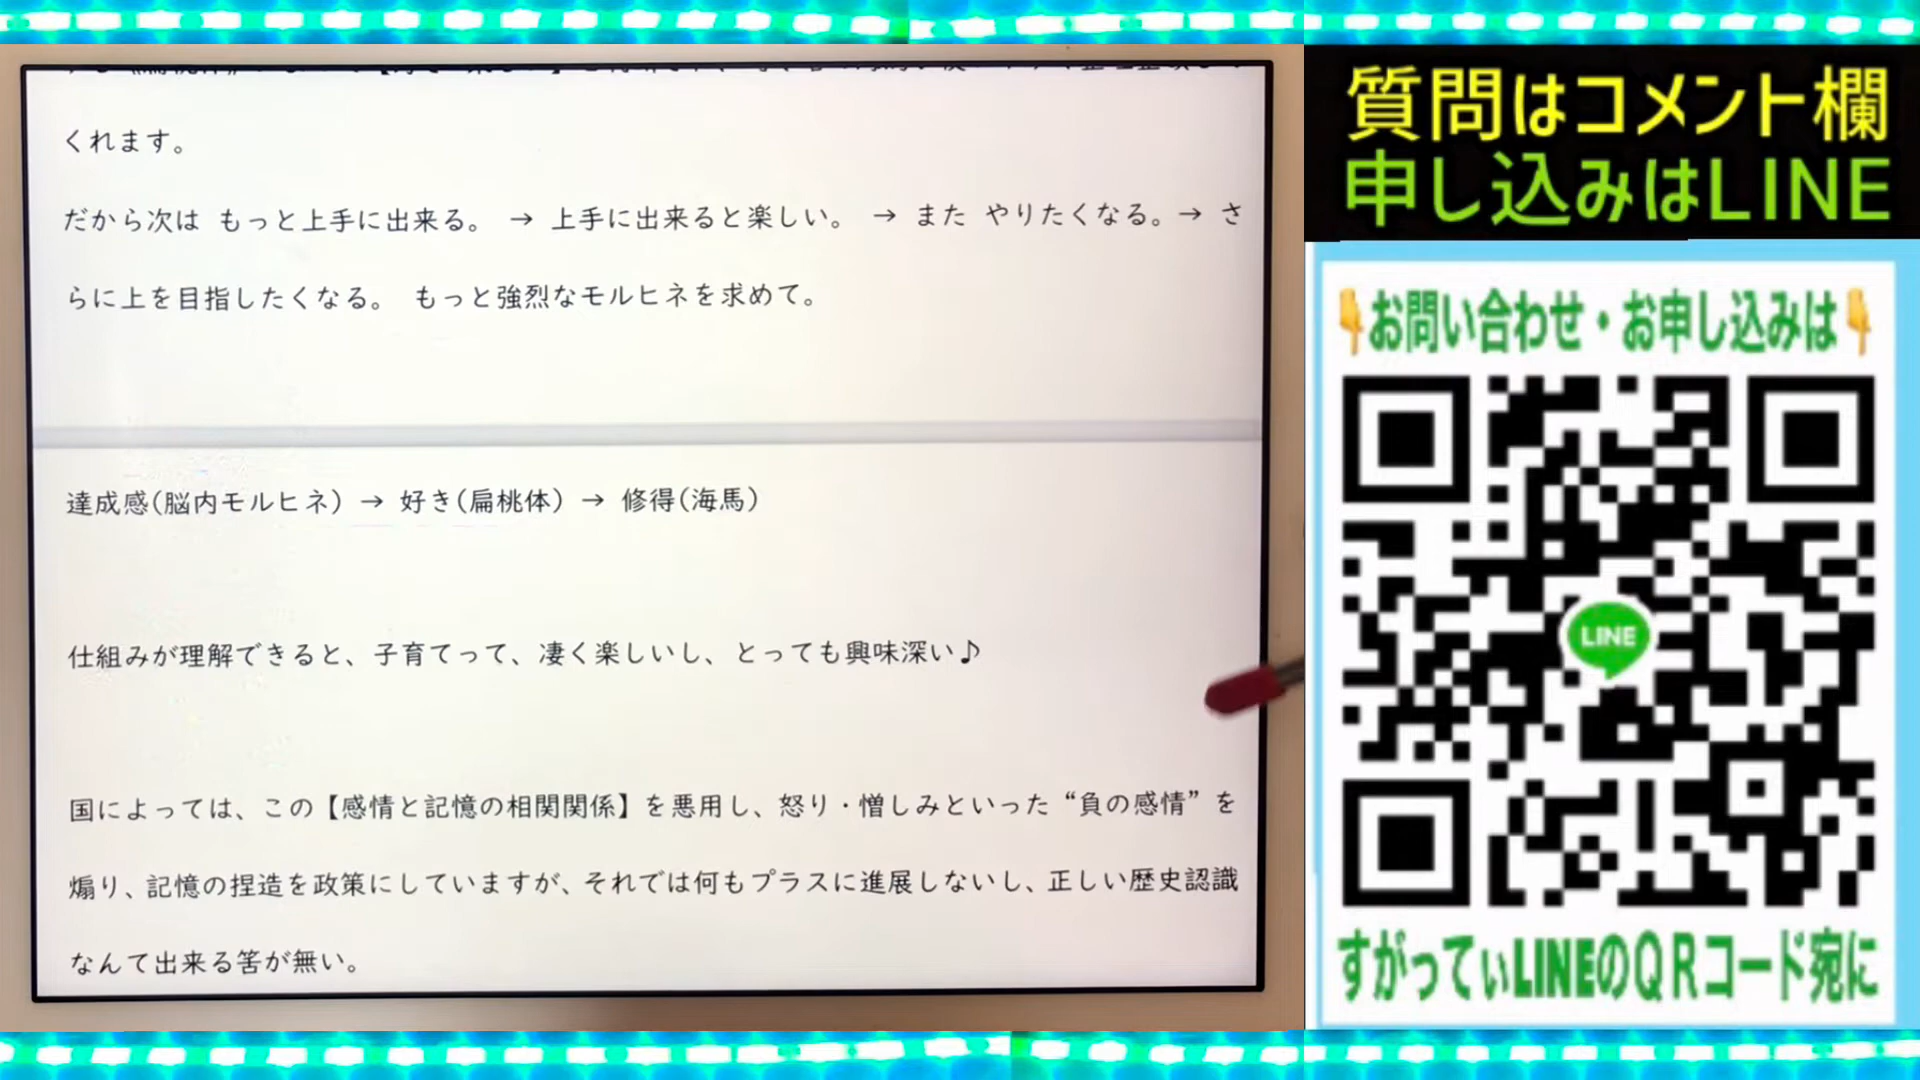 くれます。
だから次は もっと上手に出来る。 → 上手に出来ると楽しい。 → また やりたくなる。→ さ
らに上を目指したくなる。 もっと強烈なモルヒネを求めて。
達成感(脳内モルヒネ) → 好き(扁桃体) → 修得(海馬)
仕組みが理解できると、子育てって、凄く楽しいし、とっても興味深い♪
国によっては、この【感情と記憶の相関関係】を悪用し、怒り・憎しみといった“負の感情”を
煽り、記憶の捏造を政策にしていますが、それでは何もプラスに進展しないし、正しい歴史認識
なんて出来る筈が無い。
質問はコメント欄
申し込みはLINE
👇お問い合わせ・お申し込みは👇
LINE
すがってぃLINEのQRコード宛に